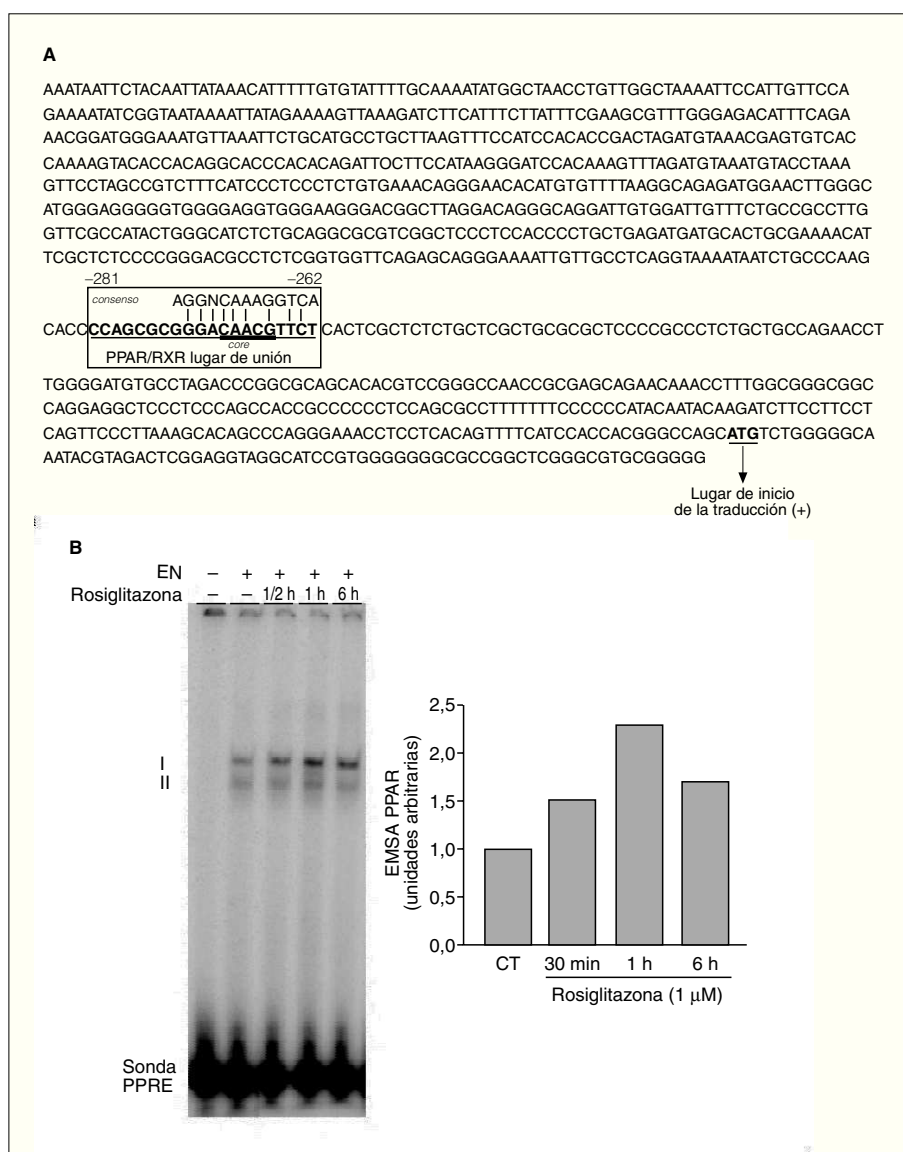 A
AAATAATTCTACAATTATAAACATTTTTGTGTATTTTGCAAAATATGGCTAACCTGTTGGCTAAAATTCCATTGTTCCA
GAAAATATCGGTAATAAAATTATAGAAAAGTTAAAGATCTTCATTTCTTATTTCGAAGCGTTTGGGAGACATTTCAGA
AACGGATGGGAAATGTTAAATTCTGCATGCCTGCTTAAGTTTCCATCCACACCGACTAGATGTAAACGAGTGTCAC
CAAAAGTACACCACAGGCACCCACACAGATTOCTTCCATAAGGGATCCACAAAGTTTAGATGTAAATGTACCTAAA
GTTCCTAGCCGTCTTTCATCCCTCCCTCTGTGAAACAGGGAACACATGTGTTTTAAGGCAGAGATGGAACTTGGGC
ATGGGAGGGGGTGGGGAGGTGGGAAGGGACGGCTTAGGACAGGGCAGGATTGTGGATTGTTTCTGCCGCCTTG
GTTCGCCATACTGGGCATCTCTGCAGGCGCGTCGGCTCCCTCCACCCCTGCTGAGATGATGCACTGCGAAAACAT
TCGCTCTCCCCGGGACGCCTCTCGGTGGTTCAGAGCAGGGAAAATTGTTGCCTCAGGTAAAATAATCTGCCCAAG
−281 −262
consenso AGGNCAAAGGTCA
CACCCCAGCGCGGGGACAACGTTCTCACTCGCTCTCTGCTCGCTGCGCGCTCCCCGCCCTCTGCTGCCAGAACCT
core
PPAR/RXR lugar de unión
TGGGGATGTGCCTAGACCCGGCGCAGCACACGTCCGGGCCAACCGCGAGCAGAACAAACCTTTGGCGGGCGGC
CAGGAGGCTCCCTCCCAGCCACCGCCCCCCTCCAGCGCCTTTTTTTCCCCCCATACAATACAAGATCTTCCTTCCT
CAGTTCCCTTAAAGCACAGCCCAGGGAAACCTCCTCACAGTTTTCATCCACCACGGGCCAGCATGTCTGGGGGCA
AATACGTAGACTCGGAGGTAGGCATCCGTGGGGGGGCGCCGGCTCGGGCGTGCGGGGG
Lugar de inicio
de la traducción (+)
B
EN − + + + +
Rosiglitazona − − 1/2 h 1 h 6 h
I
II
Sonda
PPRE
EMSA PPAR
(unidades arbitrarias)
2,5
2,0
1,5
1,0
0,5
0,0
CT 30 min 1 h 6 h
Rosiglitazona (1 μM)